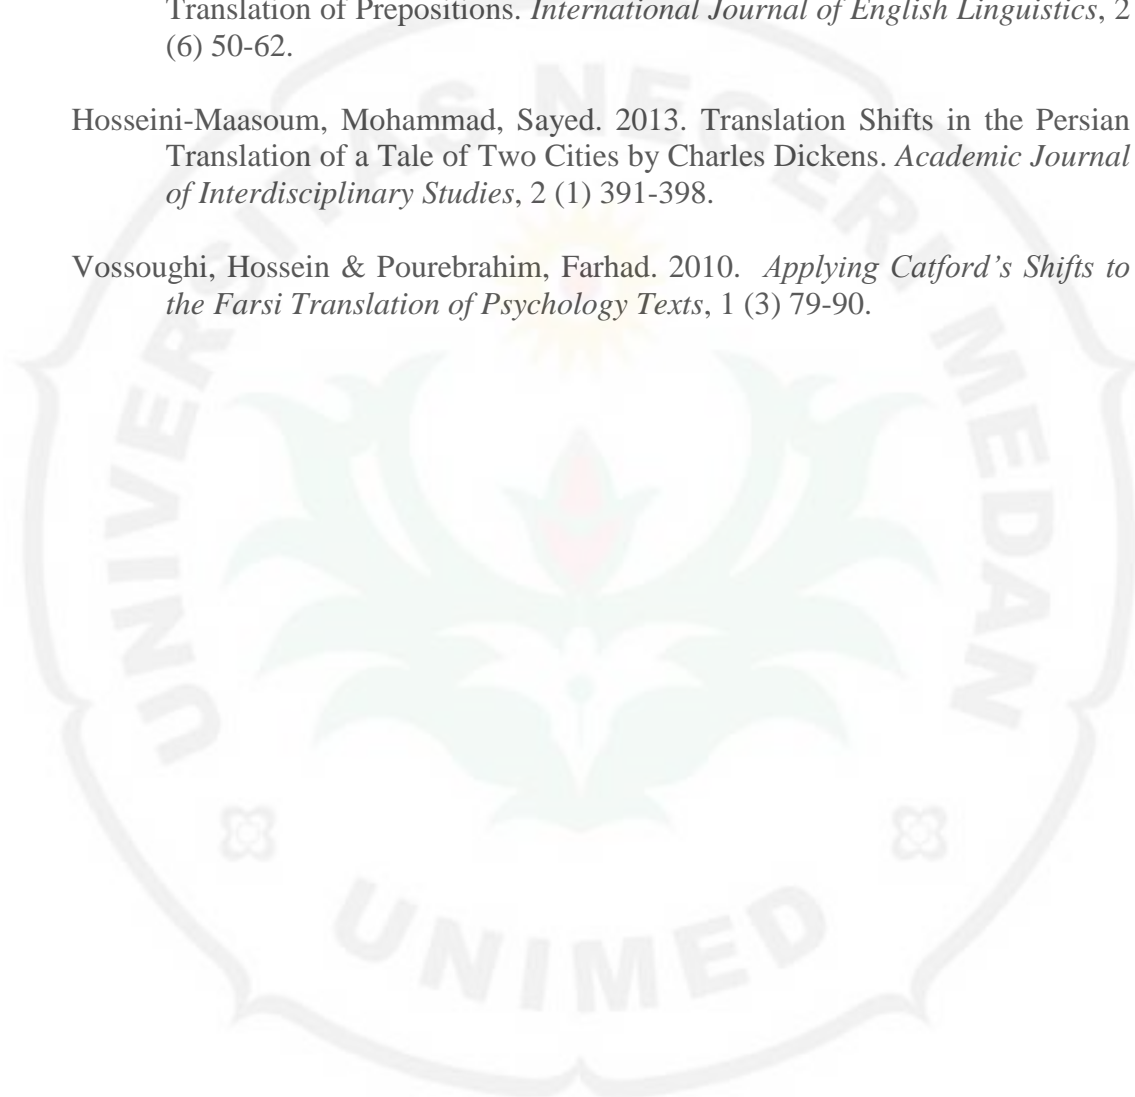 Translation of Prepositions. International Journal of English Linguistics, 2
(6) 50-62.
Hosseini-Maasoum, Mohammad, Sayed. 2013. Translation Shifts in the Persian
Translation of a Tale of Two Cities by Charles Dickens. Academic Journal
of Interdisciplinary Studies, 2 (1) 391-398.
Vossoughi, Hossein & Pourebrahim, Farhad. 2010. Applying Catford’s Shifts to
the Farsi Translation of Psychology Texts, 1 (3) 79-90.
UNIVERSITAS NEGERI MEDAN
UNIMED